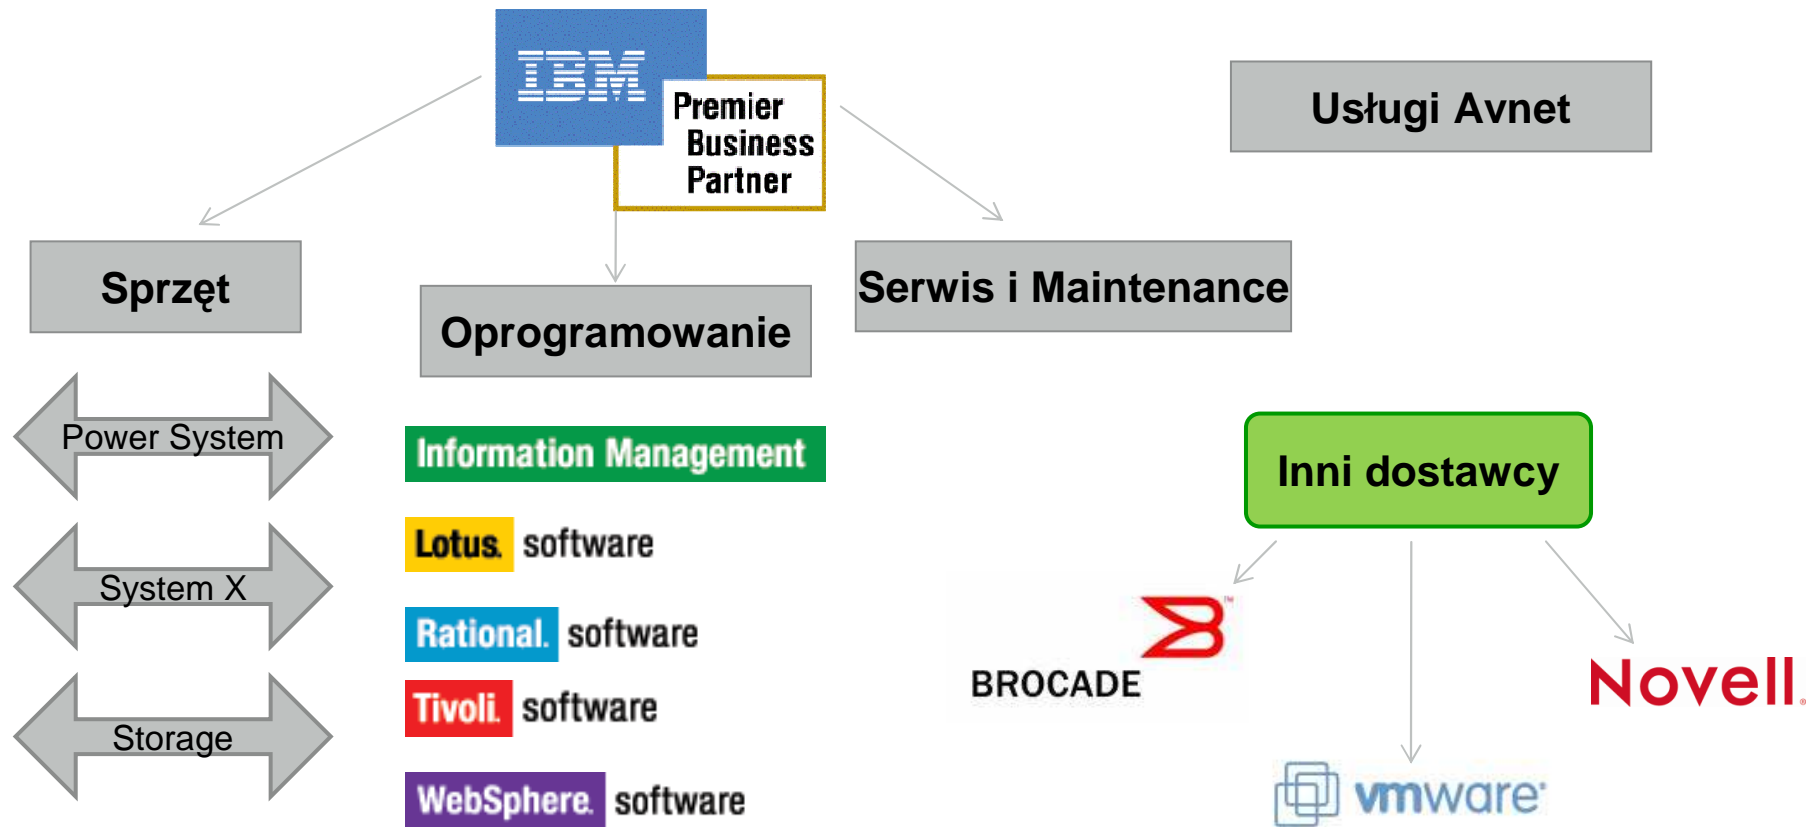 IBM
Premier
Business
Partner
Usługi Avnet
Sprzęt
Oprogramowanie
Serwis i Maintenance
Power System
System X
Storage
Information Management
Lotus. software
Rational. software
Tivoli. software
WebSphere. software
Inni dostawcy
BROCADE™
Novell®
vmware®